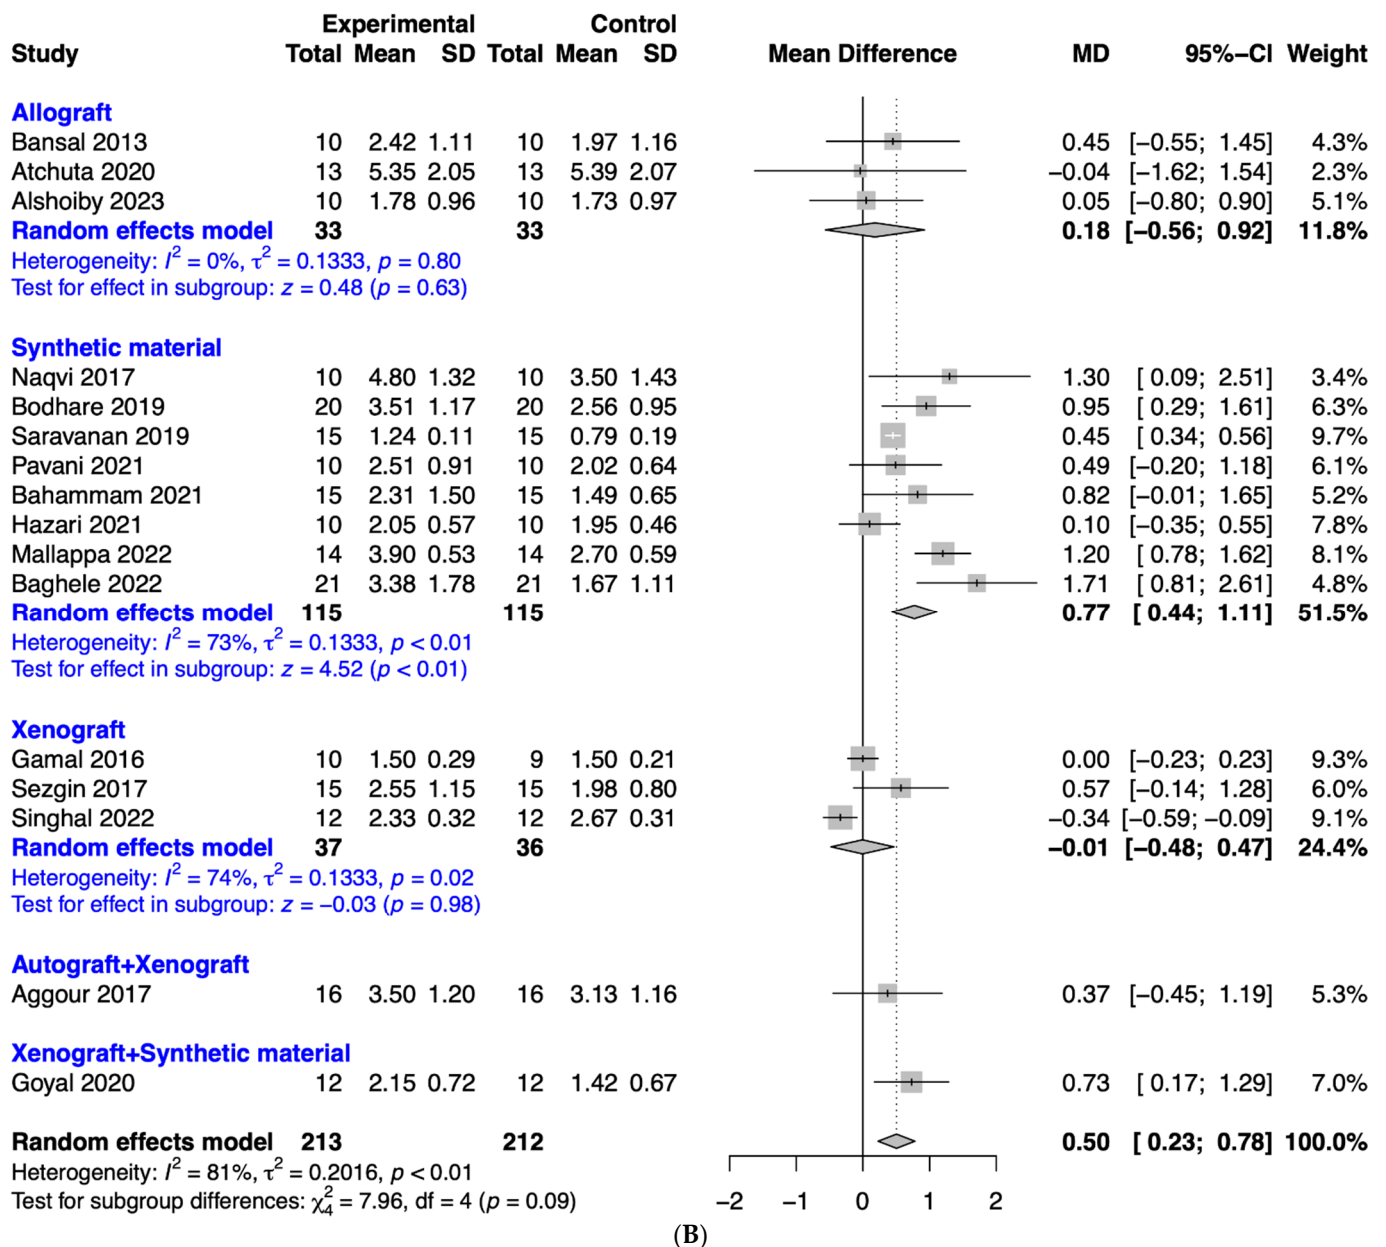 Experimental Control
Study Total Mean SD Total Mean SD Mean Difference MD 95%−CI Weight
Allograft
Bansal 2013 10 2.42 1.11 10 1.97 1.16 0.45 [−0.55; 1.45] 4.3%
Atchuta 2020 13 5.35 2.05 13 5.39 2.07 −0.04 [−1.62; 1.54] 2.3%
Alshoiby 2023 10 1.78 0.96 10 1.73 0.97 0.05 [−0.80; 0.90] 5.1%
Random effects model 33 33 0.18 [−0.56; 0.92] 11.8%
Heterogeneity: I² = 0%, τ² = 0.1333, p = 0.80
Test for effect in subgroup: z = 0.48 (p = 0.63)
Synthetic material
Naqvi 2017 10 4.80 1.32 10 3.50 1.43 1.30 [ 0.09; 2.51] 3.4%
Bodhare 2019 20 3.51 1.17 20 2.56 0.95 0.95 [ 0.29; 1.61] 6.3%
Saravanan 2019 15 1.24 0.11 15 0.79 0.19 0.45 [ 0.34; 0.56] 9.7%
Pavani 2021 10 2.51 0.91 10 2.02 0.64 0.49 [−0.20; 1.18] 6.1%
Bahammam 2021 15 2.31 1.50 15 1.49 0.65 0.82 [−0.01; 1.65] 5.2%
Hazari 2021 10 2.05 0.57 10 1.95 0.46 0.10 [−0.35; 0.55] 7.8%
Mallappa 2022 14 3.90 0.53 14 2.70 0.59 1.20 [ 0.78; 1.62] 8.1%
Baghele 2022 21 3.38 1.78 21 1.67 1.11 1.71 [ 0.81; 2.61] 4.8%
Random effects model 115 115 0.77 [ 0.44; 1.11] 51.5%
Heterogeneity: I² = 73%, τ² = 0.1333, p < 0.01
Test for effect in subgroup: z = 4.52 (p < 0.01)
Xenograft
Gamal 2016 10 1.50 0.29 9 1.50 0.21 0.00 [−0.23; 0.23] 9.3%
Sezgin 2017 15 2.55 1.15 15 1.98 0.80 0.57 [−0.14; 1.28] 6.0%
Singhal 2022 12 2.33 0.32 12 2.67 0.31 −0.34 [−0.59; −0.09] 9.1%
Random effects model 37 36 −0.01 [−0.48; 0.47] 24.4%
Heterogeneity: I² = 74%, τ² = 0.1333, p = 0.02
Test for effect in subgroup: z = −0.03 (p = 0.98)
Autograft+Xenograft
Aggour 2017 16 3.50 1.20 16 3.13 1.16 0.37 [−0.45; 1.19] 5.3%
Xenograft+Synthetic material
Goyal 2020 12 2.15 0.72 12 1.42 0.67 0.73 [ 0.17; 1.29] 7.0%
Random effects model 213 212 0.50 [ 0.23; 0.78] 100.0%
Heterogeneity: I² = 81%, τ² = 0.2016, p < 0.01
Test for subgroup differences: χ²₄ = 7.96, df = 4 (p = 0.09)
−2 −1 0 1 2
(B)